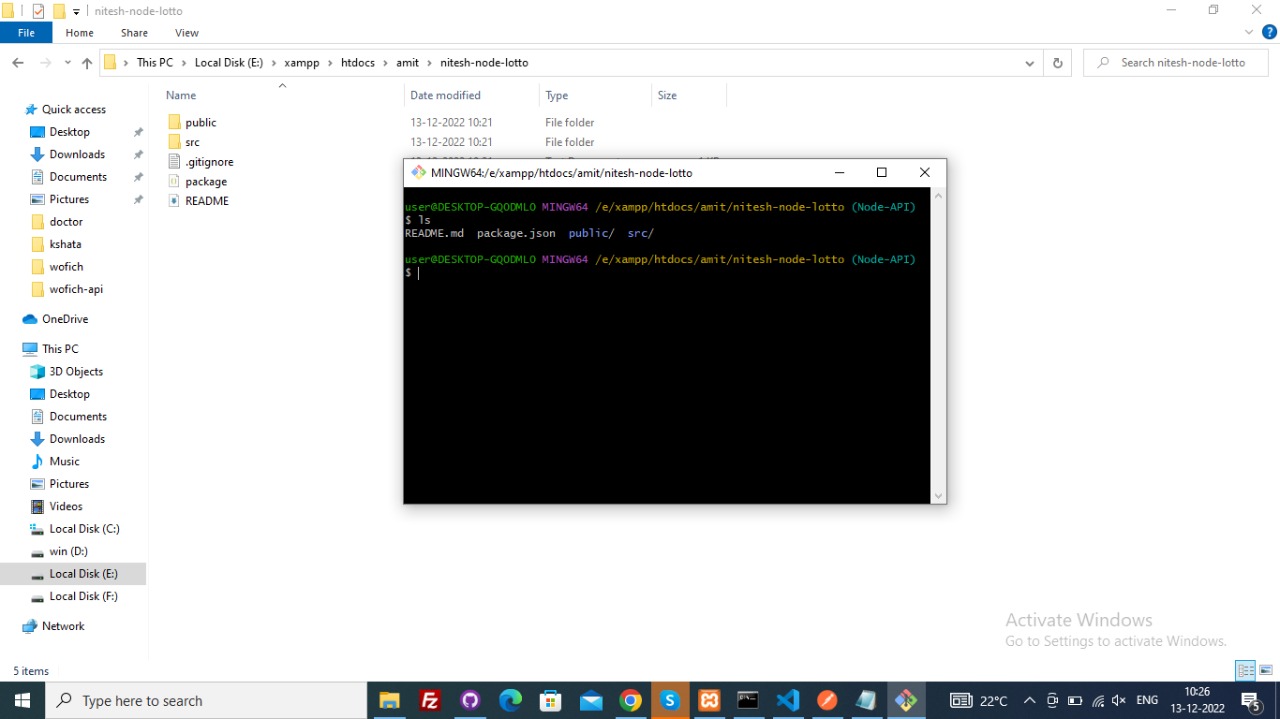 nitesh-node-lotto
File Home Share View
This PC Local Disk (E:) xampp htdocs amit nitesh-node-lotto
Search nitesh-node-lotto
Name Date modified Type Size
Quick access
Desktop
Downloads
Documents
Pictures
doctor
kshata
wofich
wofich-api
OneDrive
This PC
3D Objects
Desktop
Documents
Downloads
Music
Pictures
Videos
Local Disk (C:)
win (D:)
Local Disk (E:)
Local Disk (F:)
Network
public 13-12-2022 10:21 File folder
src 13-12-2022 10:21 File folder
.gitignore
package
README
MINGW64:/e/xampp/htdocs/amit/nitesh-node-lotto
user@DESKTOP-GQODMLO MINGW64 /e/xampp/htdocs/amit/nitesh-node-lotto (Node-API)
$ ls
README.md package.json public/ src/
user@DESKTOP-GQODMLO MINGW64 /e/xampp/htdocs/amit/nitesh-node-lotto (Node-API)
$
Activate Windows
Go to Settings to activate Windows.
5 items
Type here to search
22°C
ENG
10:26
13-12-2022
5